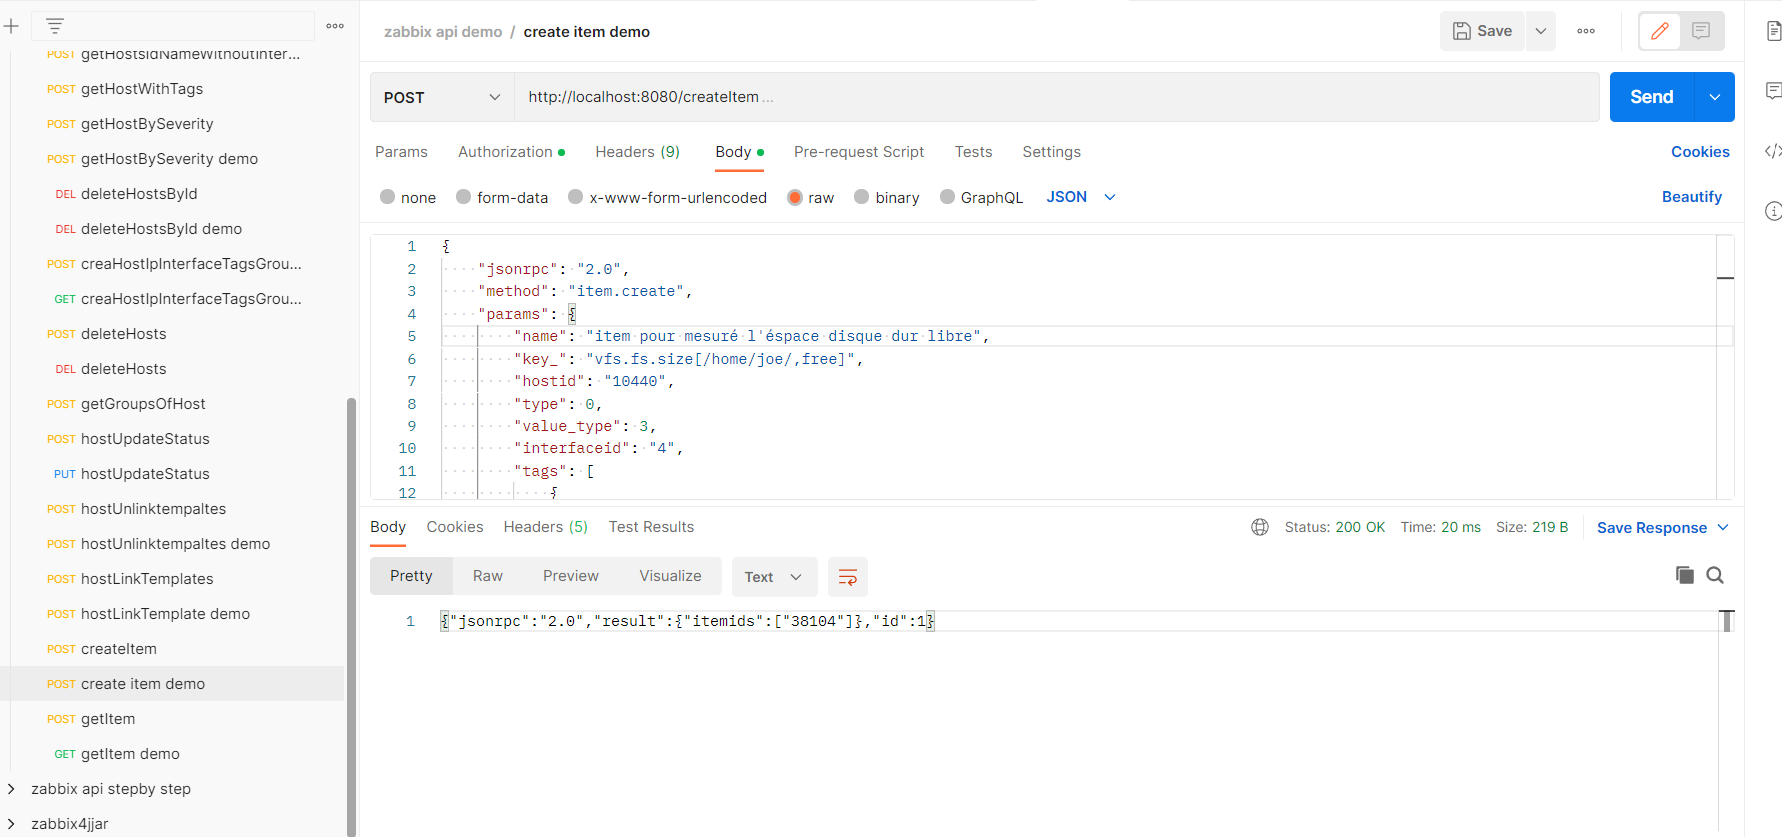 getHostsIdNameWithoutInter...
POST getHostWithTags
POST getHostBySeverity
POST getHostBySeverity demo
DEL deleteHostsById
DEL deleteHostsById demo
POST creaHostIpInterfaceTagsGrou...
GET creaHostIpInterfaceTagsGrou...
POST deleteHosts
DEL deleteHosts
POST getGroupsOfHost
POST hostUpdateStatus
PUT hostUpdateStatus
POST hostUnlinktempaltes
POST hostUnlinktempaltes demo
POST hostLinkTemplates
POST hostLinkTemplate demo
POST createItem
POST create item demo
POST getItem
GET getItem demo
zabbix api stepby step
zabbix4jjar
zabbix api demo / create item demo
Save
POST http://localhost:8080/createItem ...
Send
Params Authorization Headers (9) Body Pre-request Script Tests Settings Cookies
none form-data x-www-form-urlencoded raw binary GraphQL JSON Beautify
1 {
2 "jsonrpc": "2.0",
3 "method": "item.create",
4 "params": {
5 "name": "item pour mesuré l'éspace disque dur libre",
6 "key_": "vfs.fs.size[/home/joe/,free]",
7 "hostid": "10440",
8 "type": 0,
9 "value_type": 3,
10 "interfaceid": "4",
11 "tags": [
12 {
Body Cookies Headers (5) Test Results Status: 200 OK Time: 20 ms Size: 219 B Save Response
Pretty Raw Preview Visualize Text
1 {"jsonrpc":"2.0","result":{"itemids":["38104"]},"id":1}